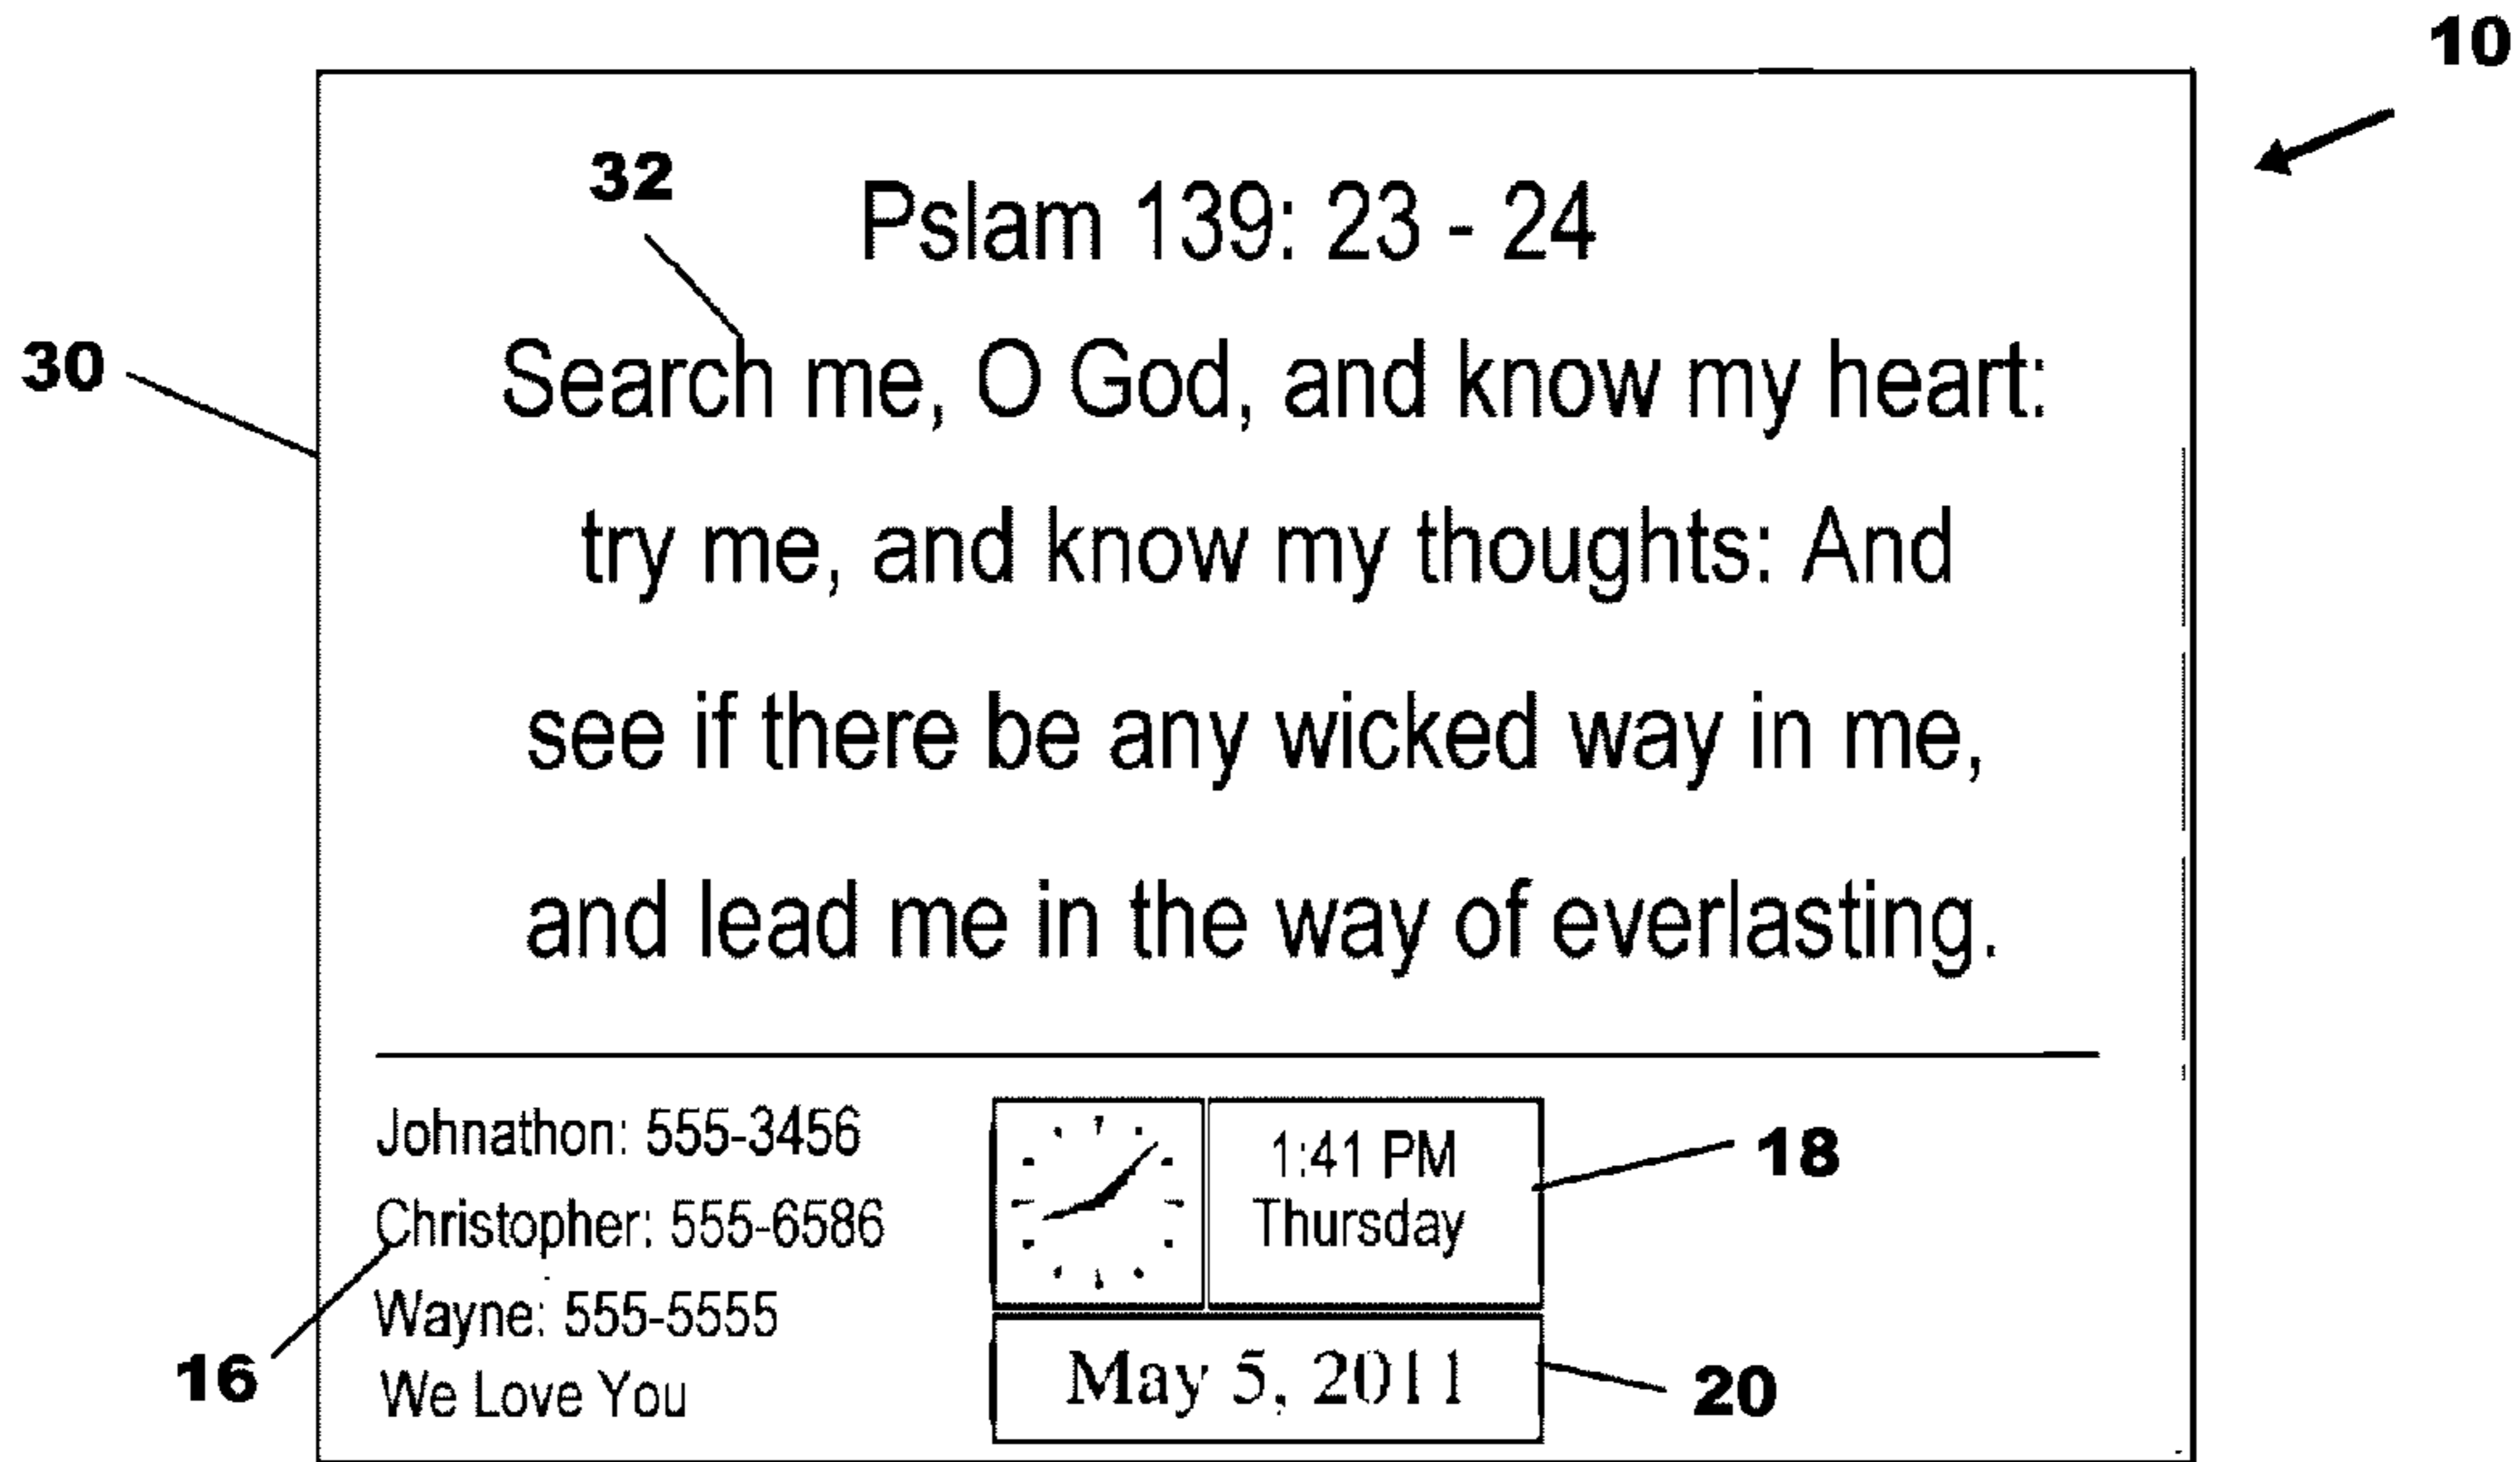 10
32
Pslam 139: 23 - 24
30
Search me, O God, and know my heart:
try me, and know my thoughts: And
see if there be any wicked way in me,
and lead me in the way of everlasting.
Johnathon: 555-3456
Christopher: 555-6586
Wayne: 555-5555
We Love You
16
1:41 PM
Thursday
18
May 5, 2011
20